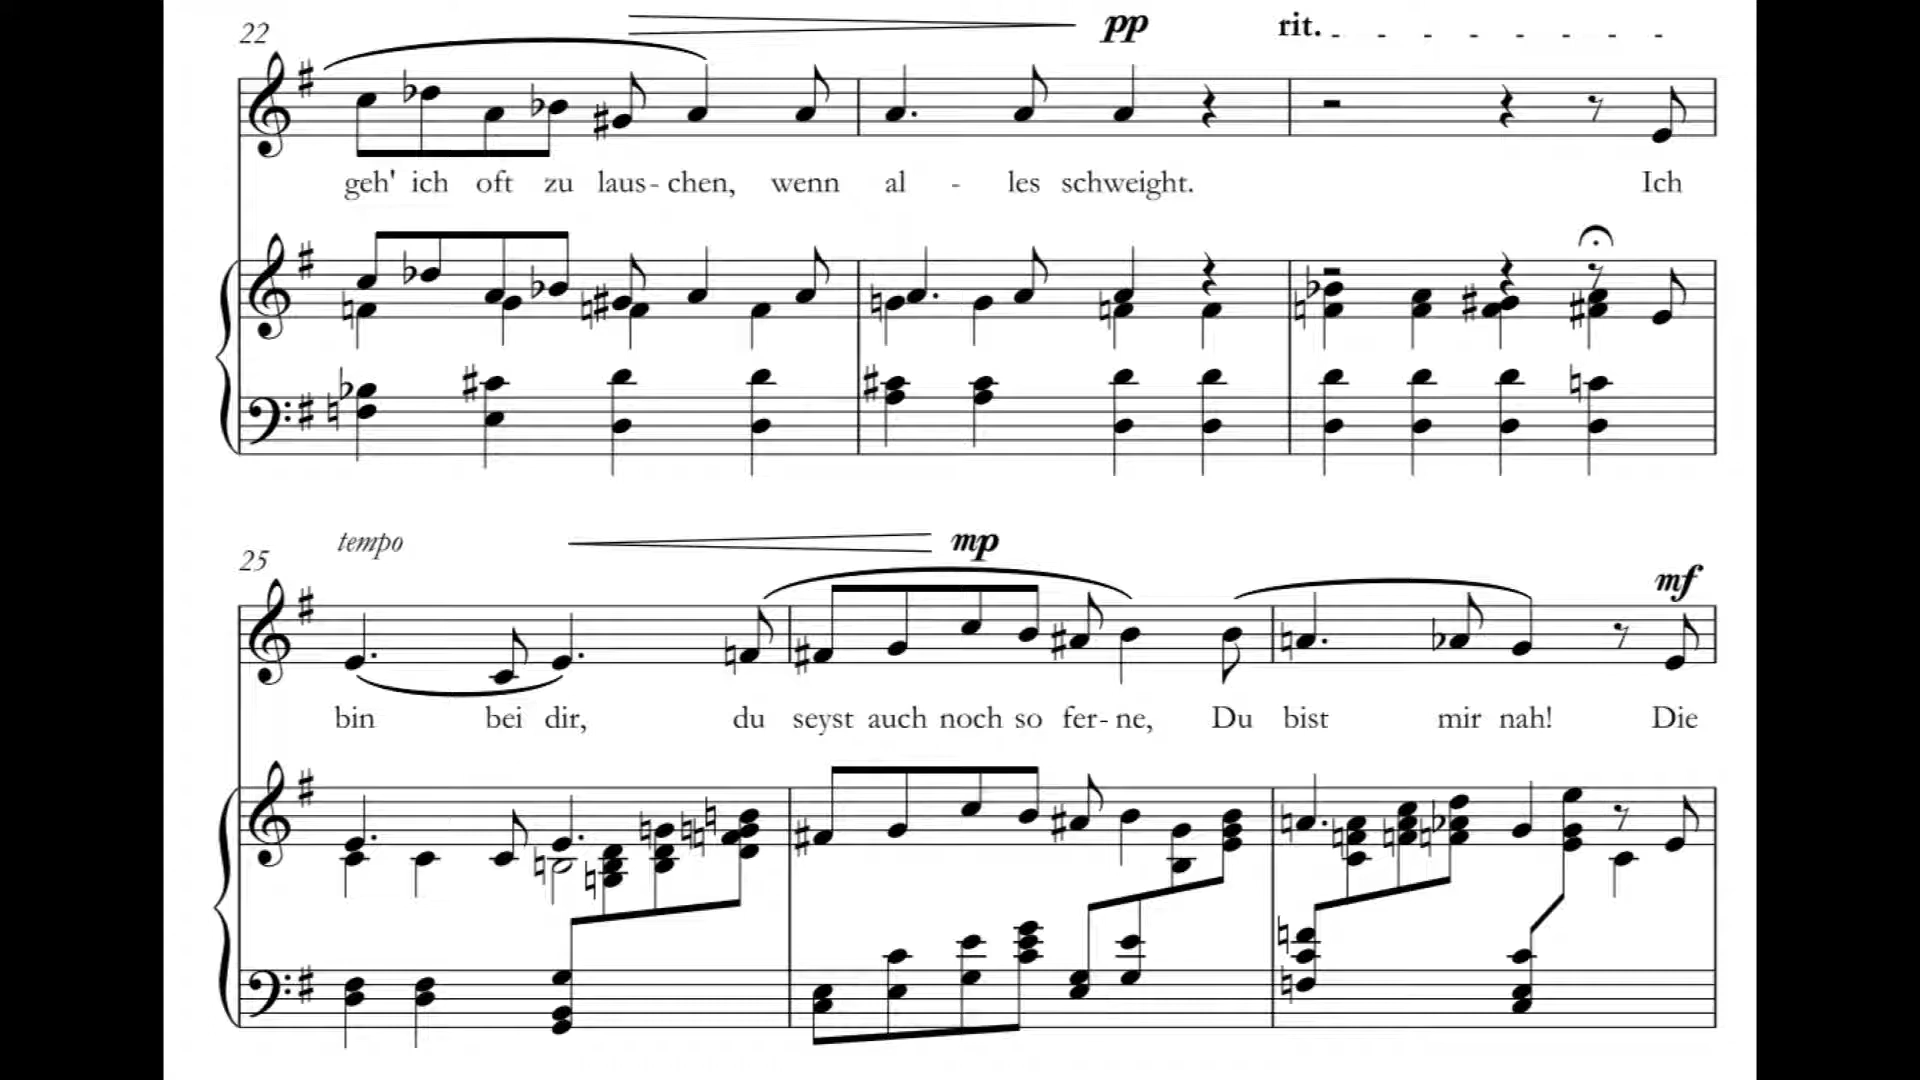 22 pp rit.
geh' ich oft zu laus - chen, wenn al - les schweight. Ich
25 tempo mp mf
bin bei dir, du seyst auch noch so fer - ne, Du bist mir nah! Die